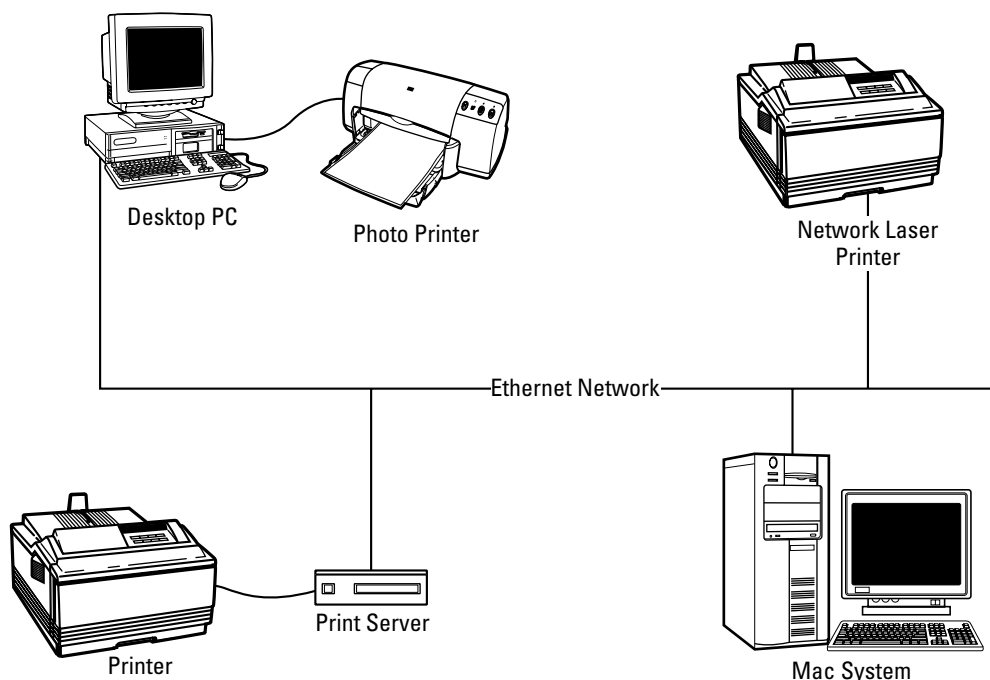 Desktop PC
Photo Printer
Network Laser
Printer
Ethernet Network
Print Server
Printer
Mac System